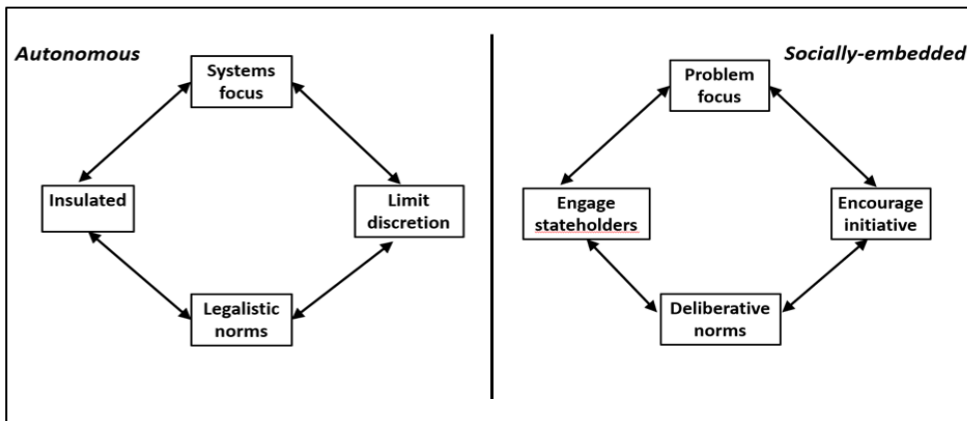 Autonomous
Systems
focus
Insulated
Limit
discretion
Legalistic
norms
Socially-embedded
Problem
focus
Engage
stateholders
Encourage
initiative
Deliberative
norms